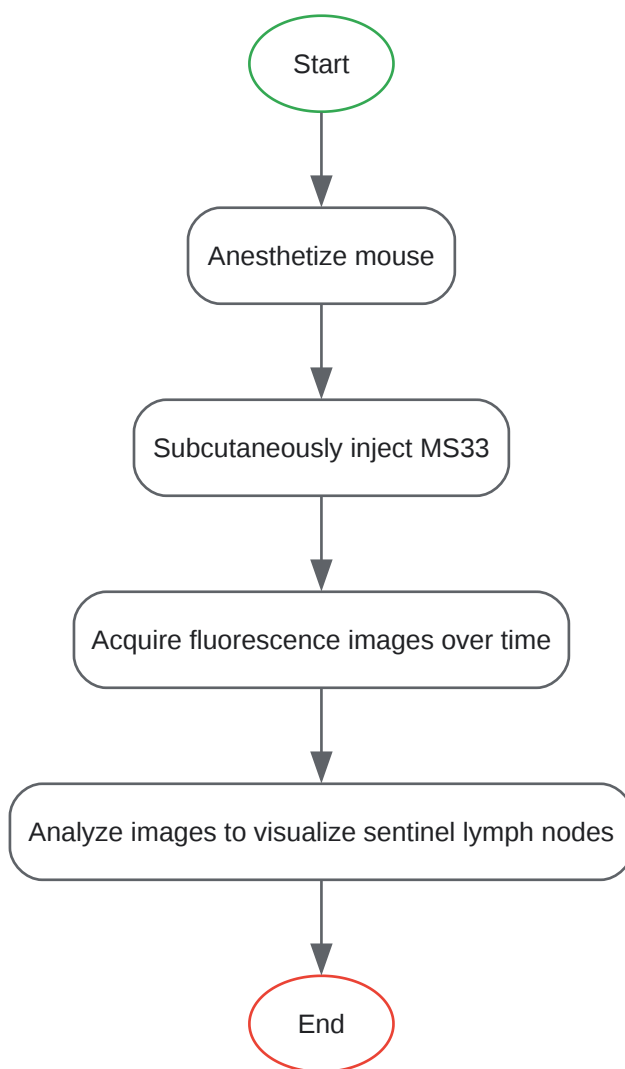 Start
Anesthetize mouse
Subcutaneously inject MS33
Acquire fluorescence images over time
Analyze images to visualize sentinel lymph nodes
End